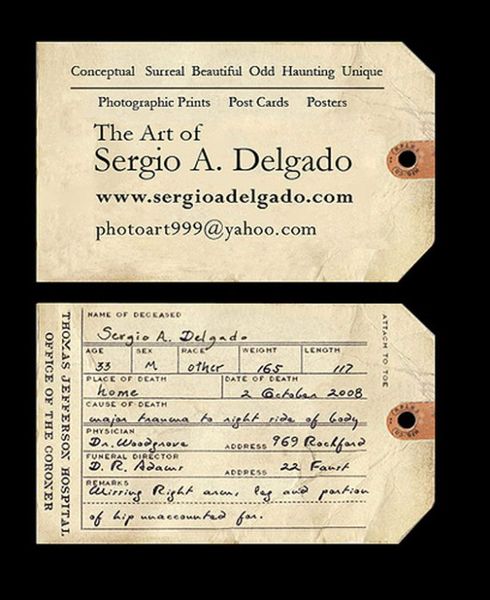 Conceptual Surreal Beautiful Odd Haunting Unique
Photographic Prints Post Cards Posters
The Art of
Sergio A. Delgado
www.sergioadelgado.com
photoart999@yahoo.com
THOMAS JEFFERSON HOSPITAL
OFFICE OF THE CORONER
NAME OF DECEASED
Sergio A. Delgado
AGE SEX RACE WEIGHT LENGTH
33 M other 165 117
PLACE OF DEATH DATE OF DEATH
home 2 October 2008
CAUSE OF DEATH
major trauma to right side of body
PHYSICIAN
Dr. Woodgrove ADDRESS 969 Rockford
FUNERAL DIRECTOR
D. R. Adams ADDRESS 22 Faust
REMARKS
Missing Right arm, leg and portion
of hip unaccounted for.
ATTACH TO TOE